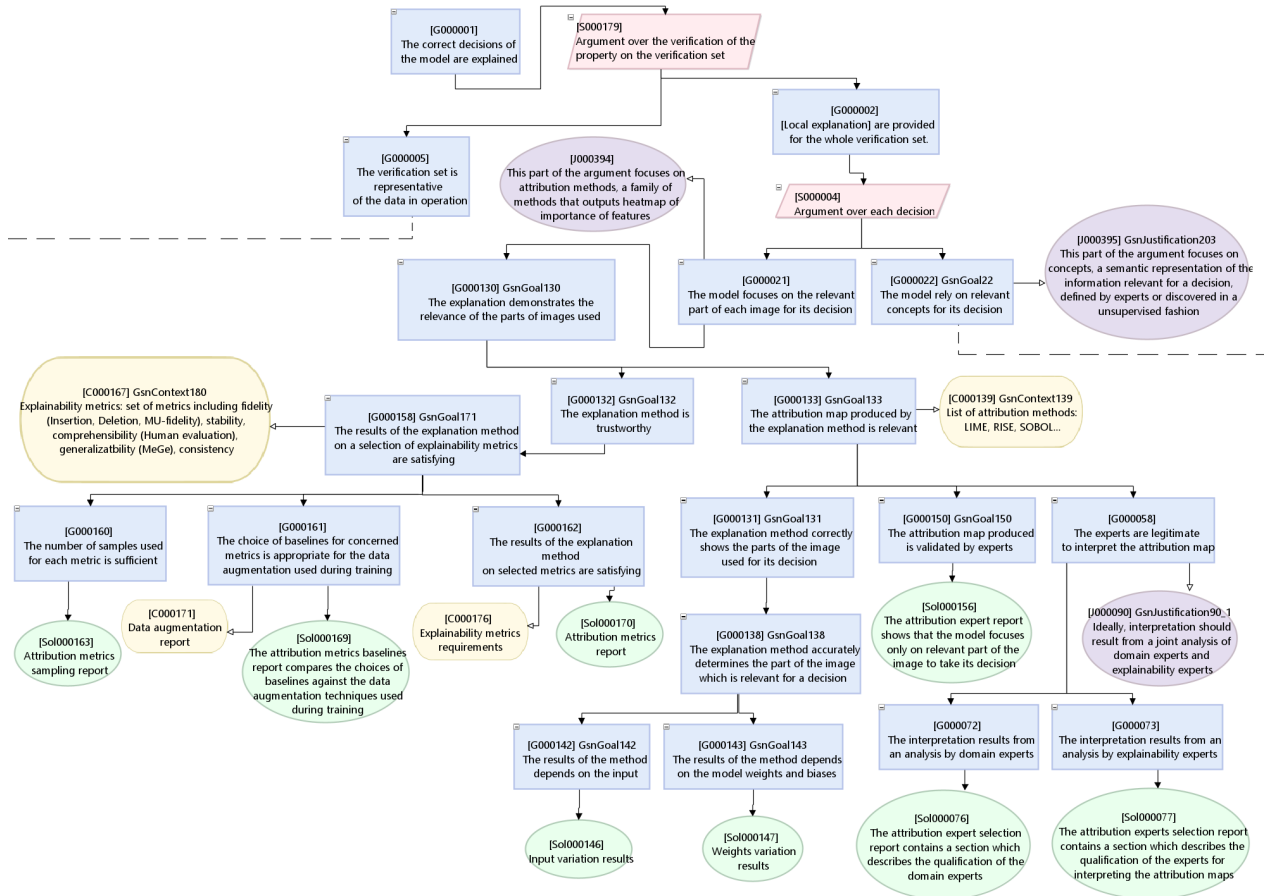 [G000001]
The correct decisions of
the model are explained
[S000179]
Argument over the verification of the
property on the verification set
[G000002]
[Local explanation] are provided
for the whole verification set.
[G000005]
The verification set is
representative
of the data in operation
[J000394]
This part of the argument focuses on
attribution methods, a family of
methods that outputs heatmap of
importance of features
[S000004]
Argument over each decision
[J000395] GsnJustification203
This part of the argument focuses on
concepts, a semantic representation of the
information relevant for a decision,
defined by experts or discovered in a
unsupervised fashion
[G000130] GsnGoal130
The explanation demonstrates the
relevance of the parts of images used
[G000021]
The model focuses on the relevant
part of each image for its decision
[G000022] GsnGoal22
The model rely on relevant
concepts for its decision
[C000167] GsnContext180
Explainability metrics: set of metrics including fidelity
(Insertion, Deletion, MU-fidelity), stability,
comprehensibility (Human evaluation),
generalizatbility (MeGe), consistency
[G000158] GsnGoal171
The results of the explanation method
on a selection of explainability metrics
are satisfying
[G000132] GsnGoal132
The explanation method is
trustworthy
[G000133] GsnGoal133
The attribution map produced by
the explanation method is relevant
[C000139] GsnContext139
List of attribution methods:
LIME, RISE, SOBOL...
[G000160]
The number of samples used
for each metric is sufficient
[G000161]
The choice of baselines for concerned
metrics is appropriate for the data
augmentation used during training
[G000162]
The results of the explanation
method
on selected metrics are satisfying
[G000131] GsnGoal131
The explanation method correctly
shows the parts of the image
used for its decision
[G000150] GsnGoal150
The attribution map produced
is validated by experts
[G000058]
The experts are legitimate
to interpret the attribution map
[Sol000163]
Attribution metrics
sampling report
[C000171]
Data augmentation
report
[Sol000169]
The attribution metrics baselines
report compares the choices of
baselines against the data
augmentation techniques used
during training
[C000176]
Explainability metrics
requirements
[Sol000170]
Attribution metrics
report
[G000138] GsnGoal138
The explanation method accurately
determines the part of the image
which is relevant for a decision
[Sol000156]
The attribution expert report
shows that the model focuses
only on relevant part of the
image to take its decision
[J000090] GsnJustification90_1
Ideally, interpretation should
result from a joint analysis of
domain experts and
explainability experts
[G000142] GsnGoal142
The results of the method
depends on the input
[G000143] GsnGoal143
The results of the method depends
on the model weights and biases
[G000072]
The interpretation results from
an analysis by domain experts
[G000073]
The interpretation results from an
analysis by explainability experts
[Sol000146]
Input variation results
[Sol000147]
Weights variation
results
[Sol000076]
The attribution expert selection
report contains a section which
describes the qualification of the
domain experts
[Sol000077]
The attribution experts selection report
contains a section which describes the
qualification of the experts for
interpreting the attribution maps